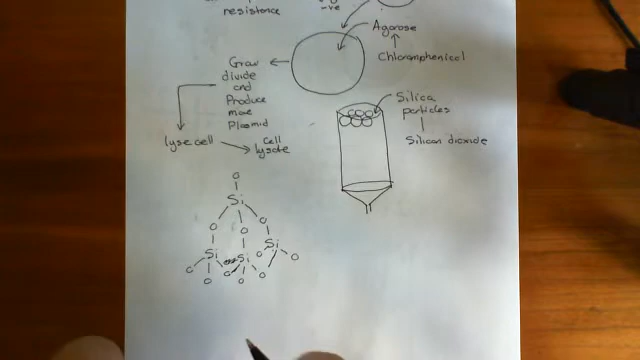 resistance
-ve
Agarose
Chloramphenicol
Grow
divide
and
Produce
more
Plasmid
lyse cell
Cell
lysate
Silica
particles
Silicon dioxide
O
Si
O O O
Si Si Si
O O O O O O O